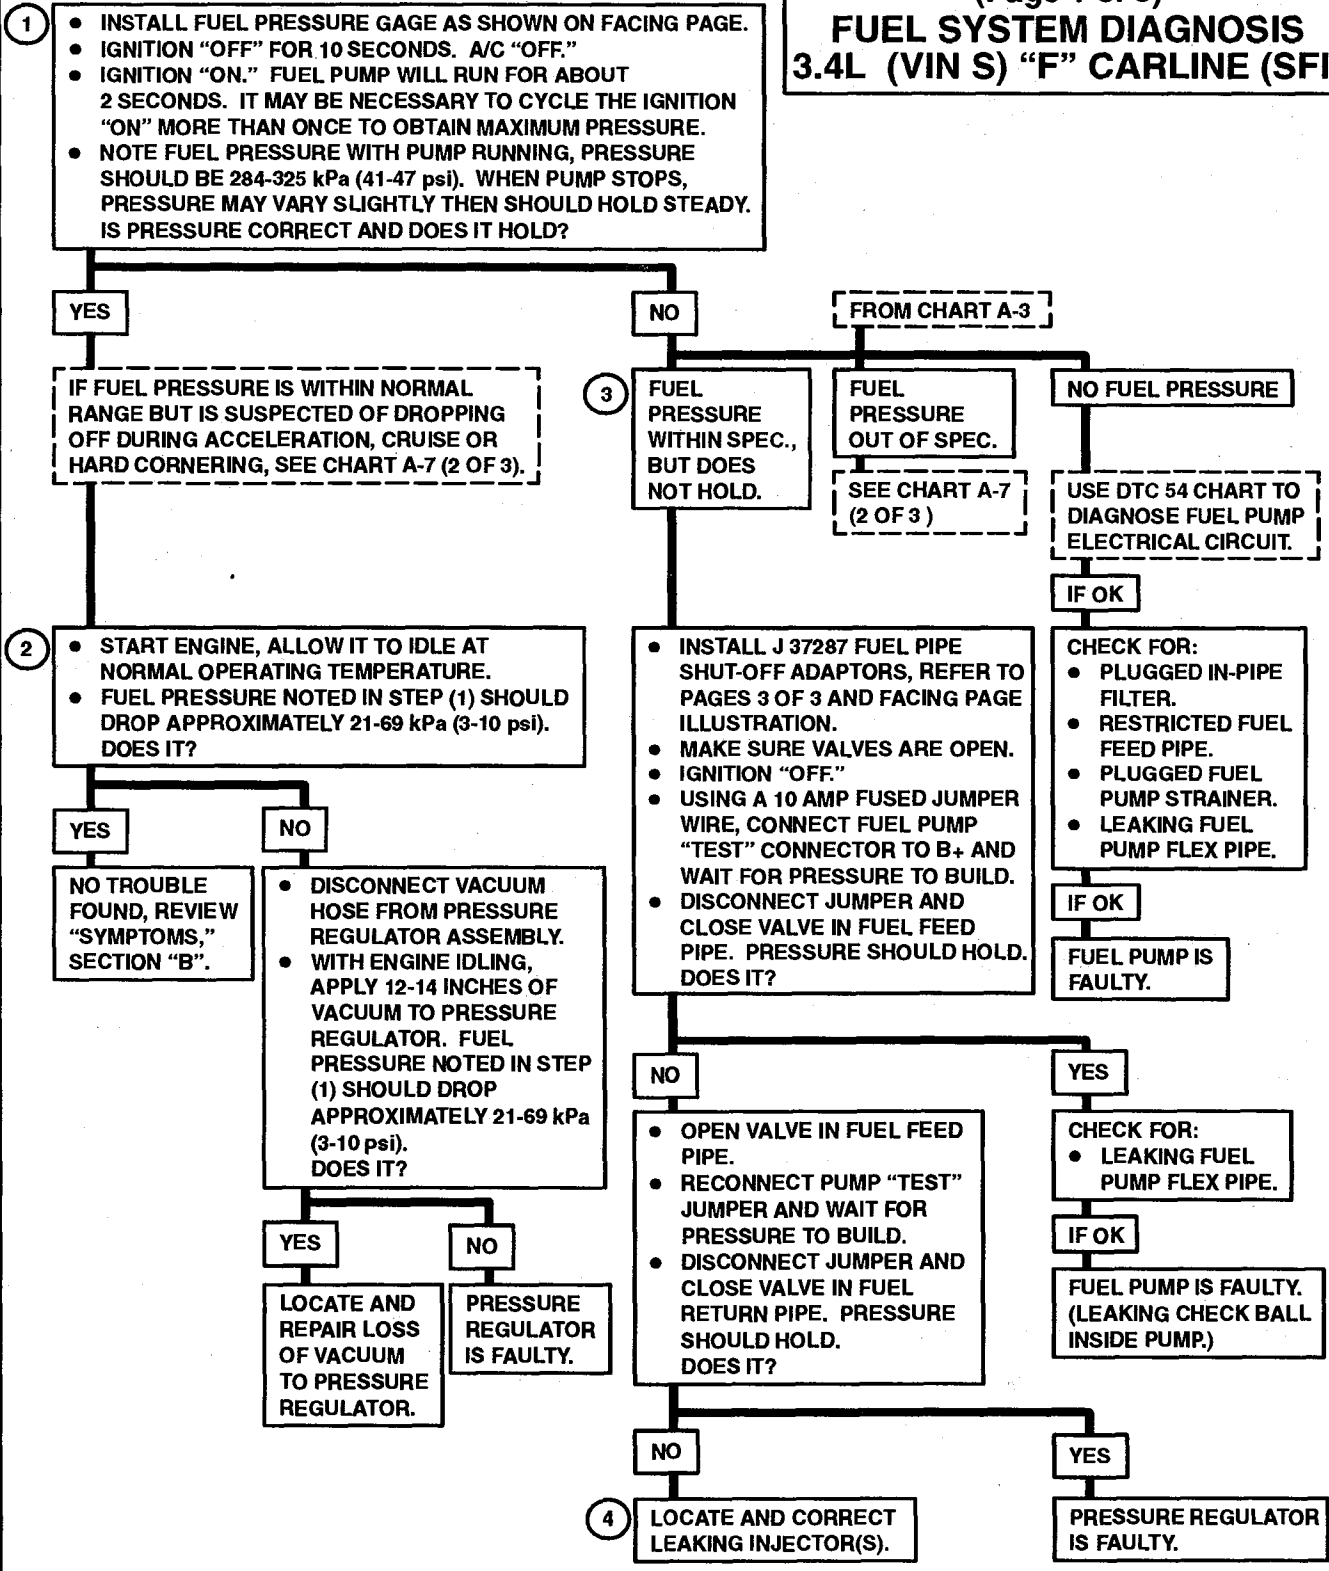 (Page 1 of 3)
FUEL SYSTEM DIAGNOSIS
3.4L (VIN S) “F” CARLINE (SFI
1
• INSTALL FUEL PRESSURE GAGE AS SHOWN ON FACING PAGE.
• IGNITION “OFF” FOR 10 SECONDS. A/C “OFF.”
• IGNITION “ON.” FUEL PUMP WILL RUN FOR ABOUT
2 SECONDS. IT MAY BE NECESSARY TO CYCLE THE IGNITION
“ON” MORE THAN ONCE TO OBTAIN MAXIMUM PRESSURE.
• NOTE FUEL PRESSURE WITH PUMP RUNNING, PRESSURE
SHOULD BE 284-325 kPa (41-47 psi). WHEN PUMP STOPS,
PRESSURE MAY VARY SLIGHTLY THEN SHOULD HOLD STEADY.
IS PRESSURE CORRECT AND DOES IT HOLD?
YES
IF FUEL PRESSURE IS WITHIN NORMAL
RANGE BUT IS SUSPECTED OF DROPPING
OFF DURING ACCELERATION, CRUISE OR
HARD CORNERING, SEE CHART A-7 (2 OF 3).
2
• START ENGINE, ALLOW IT TO IDLE AT
NORMAL OPERATING TEMPERATURE.
• FUEL PRESSURE NOTED IN STEP (1) SHOULD
DROP APPROXIMATELY 21-69 kPa (3-10 psi).
DOES IT?
YES
NO TROUBLE
FOUND, REVIEW
“SYMPTOMS,”
SECTION “B”.
NO
• DISCONNECT VACUUM
HOSE FROM PRESSURE
REGULATOR ASSEMBLY.
• WITH ENGINE IDLING,
APPLY 12-14 INCHES OF
VACUUM TO PRESSURE
REGULATOR. FUEL
PRESSURE NOTED IN STEP
(1) SHOULD DROP
APPROXIMATELY 21-69 kPa
(3-10 psi).
DOES IT?
YES
LOCATE AND
REPAIR LOSS
OF VACUUM
TO PRESSURE
REGULATOR.
NO
PRESSURE
REGULATOR
IS FAULTY.
NO
FROM CHART A-3
3
FUEL
PRESSURE
WITHIN SPEC.,
BUT DOES
NOT HOLD.
FUEL
PRESSURE
OUT OF SPEC.
SEE CHART A-7
(2 OF 3 )
NO FUEL PRESSURE
USE DTC 54 CHART TO
DIAGNOSE FUEL PUMP
ELECTRICAL CIRCUIT.
IF OK
CHECK FOR:
• PLUGGED IN-PIPE
FILTER.
• RESTRICTED FUEL
FEED PIPE.
• PLUGGED FUEL
PUMP STRAINER.
• LEAKING FUEL
PUMP FLEX PIPE.
IF OK
FUEL PUMP IS
FAULTY.
• INSTALL J 37287 FUEL PIPE
SHUT-OFF ADAPTORS, REFER TO
PAGES 3 OF 3 AND FACING PAGE
ILLUSTRATION.
• MAKE SURE VALVES ARE OPEN.
• IGNITION “OFF.”
• USING A 10 AMP FUSED JUMPER
WIRE, CONNECT FUEL PUMP
“TEST” CONNECTOR TO B+ AND
WAIT FOR PRESSURE TO BUILD.
• DISCONNECT JUMPER AND
CLOSE VALVE IN FUEL FEED
PIPE. PRESSURE SHOULD HOLD.
DOES IT?
NO
• OPEN VALVE IN FUEL FEED
PIPE.
• RECONNECT PUMP “TEST”
JUMPER AND WAIT FOR
PRESSURE TO BUILD.
• DISCONNECT JUMPER AND
CLOSE VALVE IN FUEL
RETURN PIPE. PRESSURE
SHOULD HOLD.
DOES IT?
YES
CHECK FOR:
• LEAKING FUEL
PUMP FLEX PIPE.
IF OK
FUEL PUMP IS FAULTY.
(LEAKING CHECK BALL
INSIDE PUMP.)
NO
4
LOCATE AND CORRECT
LEAKING INJECTOR(S).
YES
PRESSURE REGULATOR
IS FAULTY.